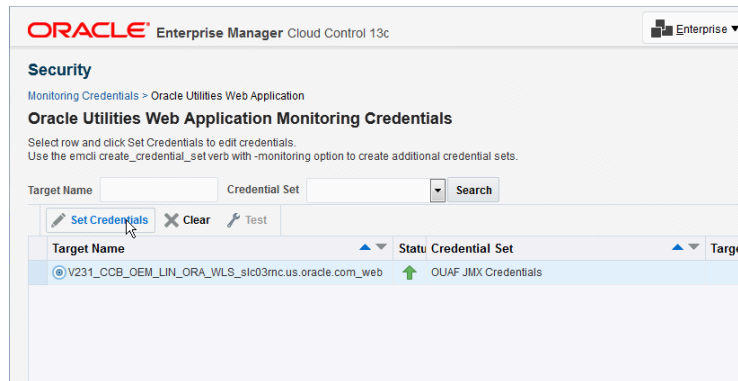 ORACLE® Enterprise Manager Cloud Control 13c
Enterprise
Security
Monitoring Credentials > Oracle Utilities Web Application
Oracle Utilities Web Application Monitoring Credentials
Select row and click Set Credentials to edit credentials.
Use the emcli create_credential_set verb with -monitoring option to create additional credential sets.
Target Name Credential Set Search
Set Credentials Clear Test
Target Name Statu Credential Set Targe
V231_CCB_OEM_LIN_ORA_WLS_slc03rnc.us.oracle.com_web OUAF JMX Credentials